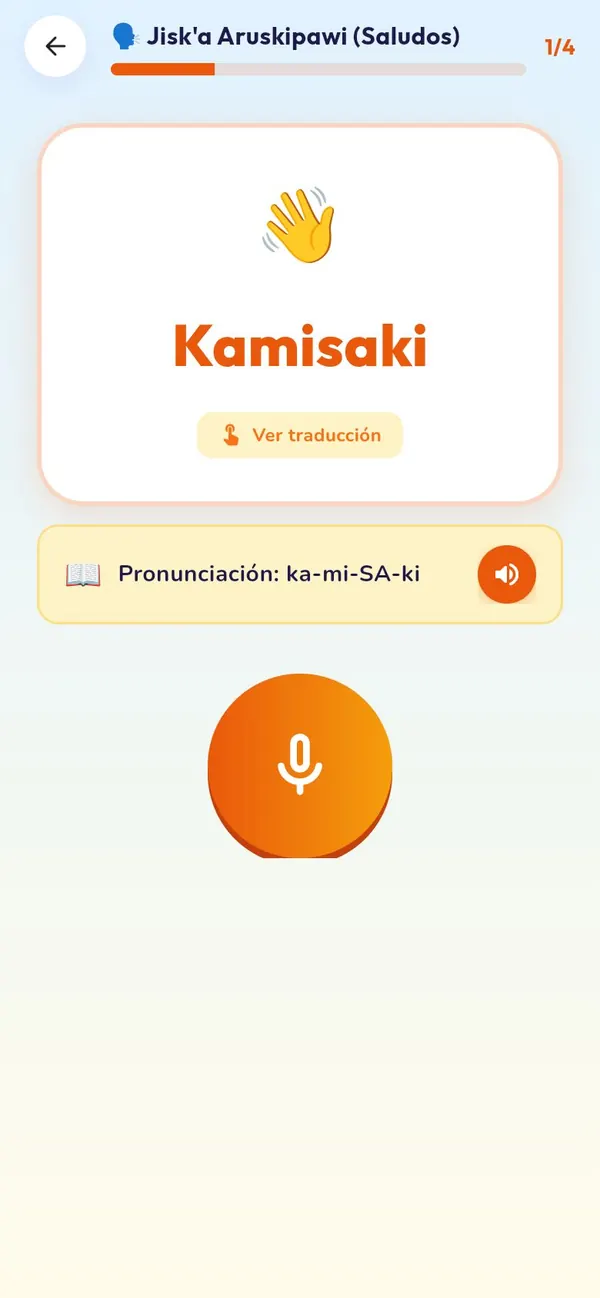 Jisk'a Aruskipawi (Saludos)
1/4
Kamisaki
Ver traducción
Pronunciación: ka-mi-SA-ki